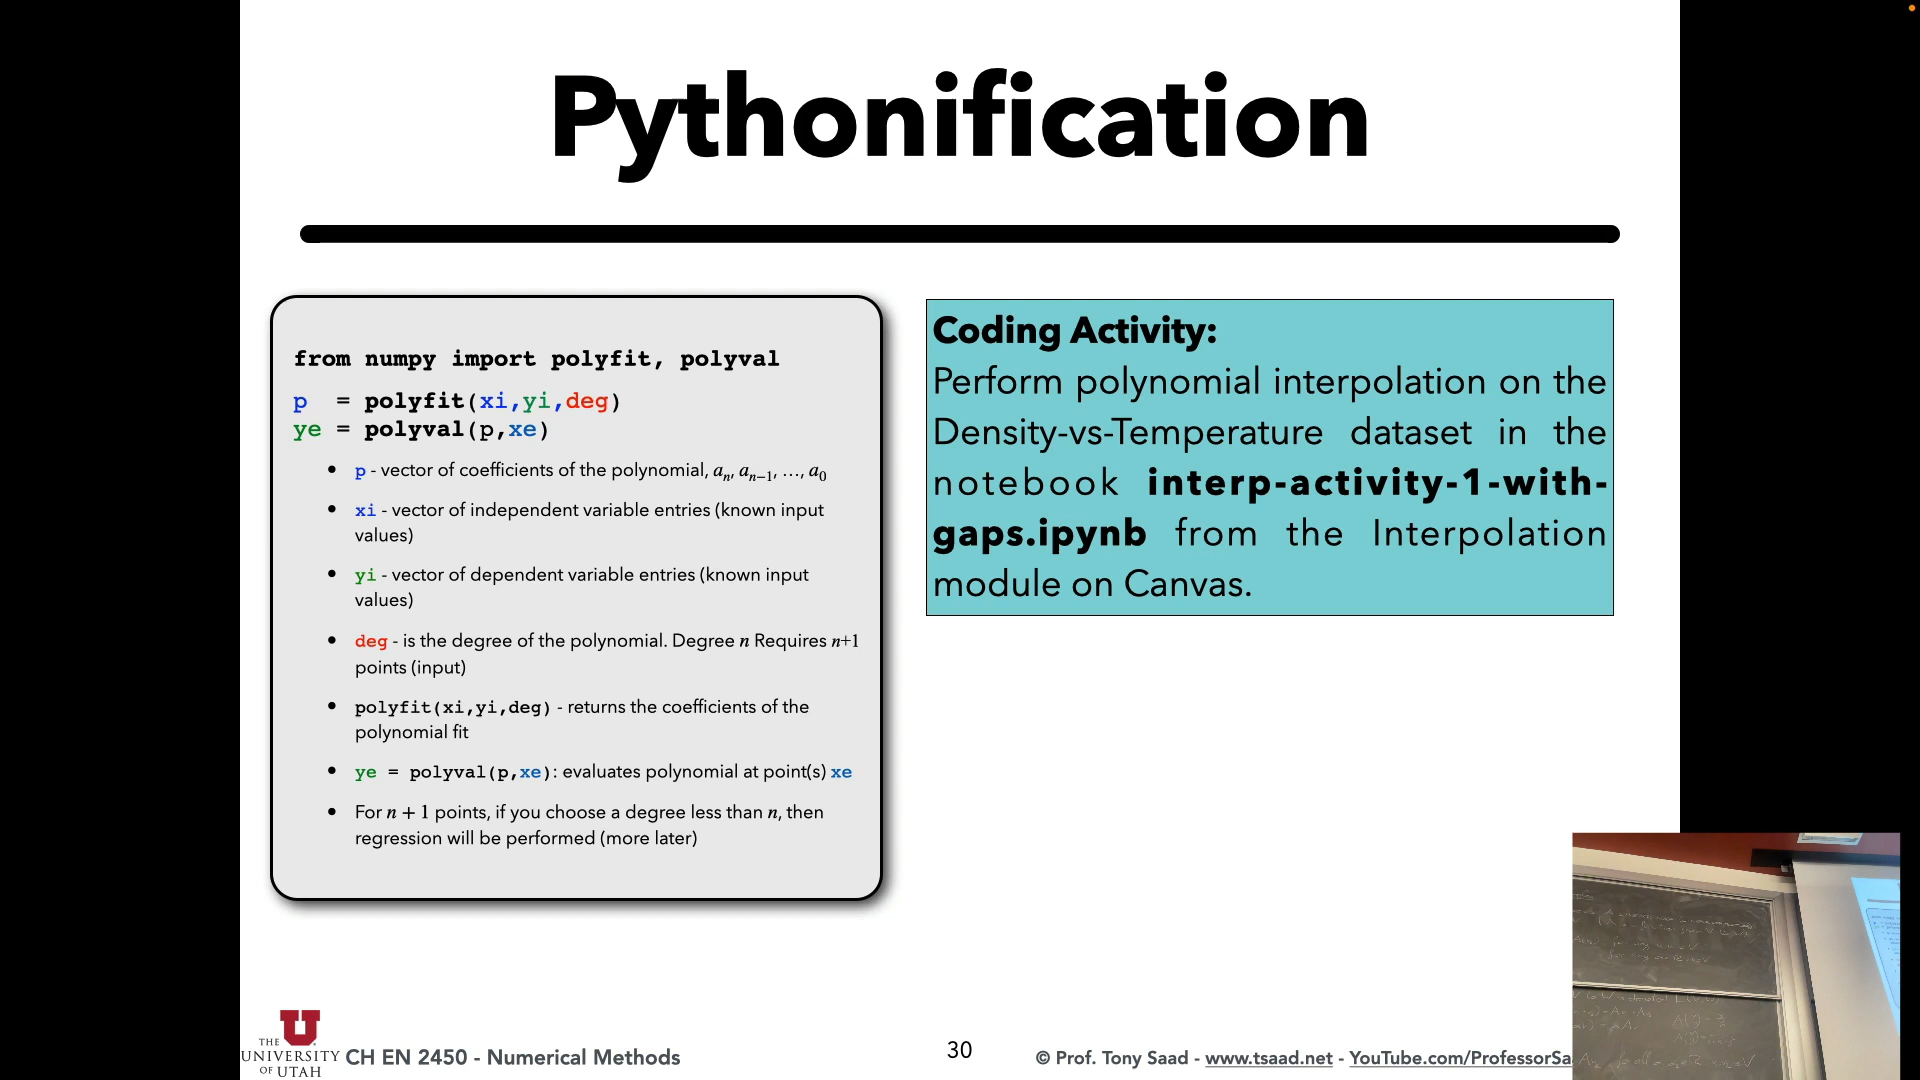 Pythonification
from numpy import polyfit, polyval
p = polyfit(xi,yi,deg)
ye = polyval(p,xe)
• p - vector of coefficients of the polynomial, aₙ, aₙ₋₁, …, a₀
• xi - vector of independent variable entries (known input
values)
• yi - vector of dependent variable entries (known input
values)
• deg - is the degree of the polynomial. Degree n Requires n+1
points (input)
• polyfit(xi,yi,deg) - returns the coefficients of the
polynomial fit
• ye = polyval(p,xe): evaluates polynomial at point(s) xe
• For n + 1 points, if you choose a degree less than n, then
regression will be performed (more later)
Coding Activity:
Perform polynomial interpolation on the
Density-vs-Temperature dataset in the
notebook interp-activity-1-with-
gaps.ipynb from the Interpolation
module on Canvas.
THE
UNIVERSITY
OF UTAH
CH EN 2450 - Numerical Methods
30
© Prof. Tony Saad - www.tsaad.net - YouTube.com/ProfessorSa